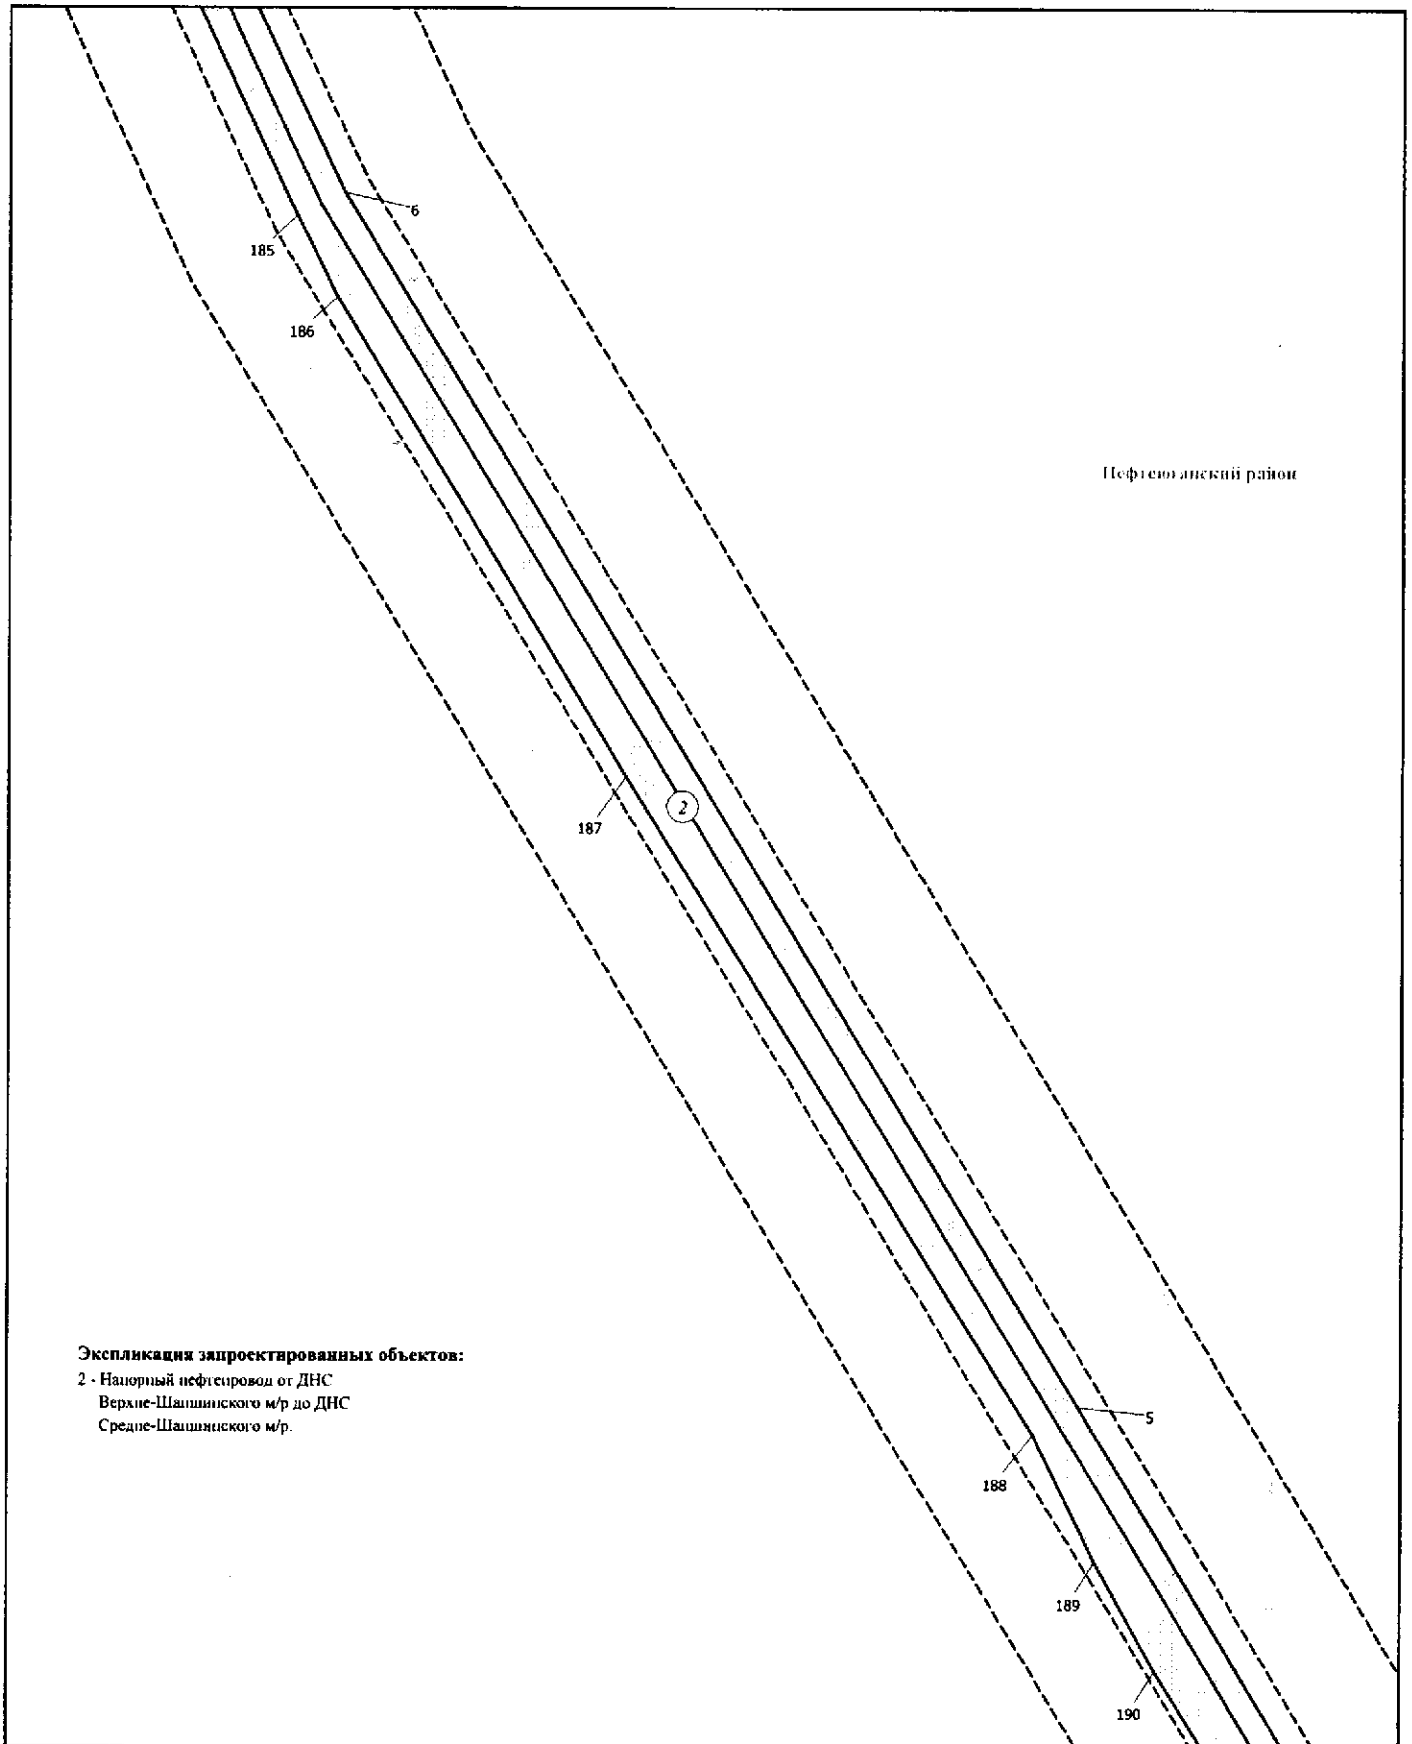 6
185
186
Нефтеюганский район
2
187
Экспликация запроектированных объектов:
2 - Напорный нефтепровод от ДНС
Верхне-Шапшинского м/р до ДНС
Средне-Шапшинского м/р.
5
188
189
190